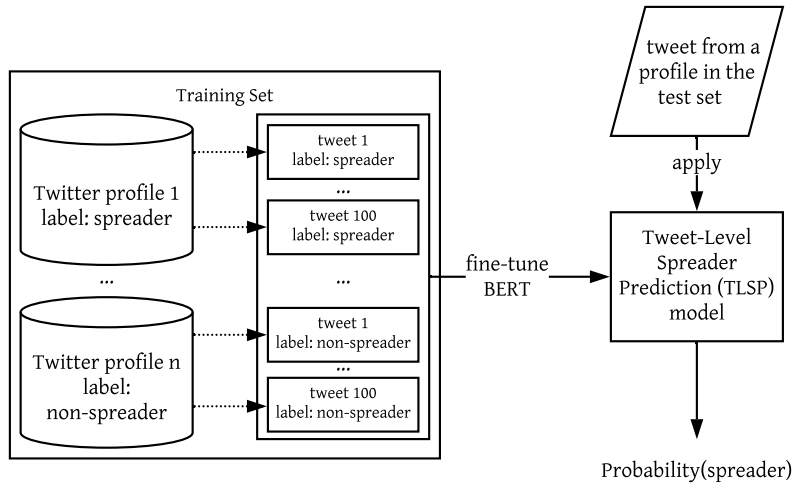 Training Set
Twitter profile 1
label: spreader
...
Twitter profile n
label:
non-spreader
tweet 1
label: spreader
...
tweet 100
label: spreader
...
tweet 1
label: non-spreader
...
tweet 100
label: non-spreader
fine-tune
BERT
tweet from a
profile in the
test set
apply
Tweet-Level
Spreader
Prediction (TLSP)
model
Probability(spreader)